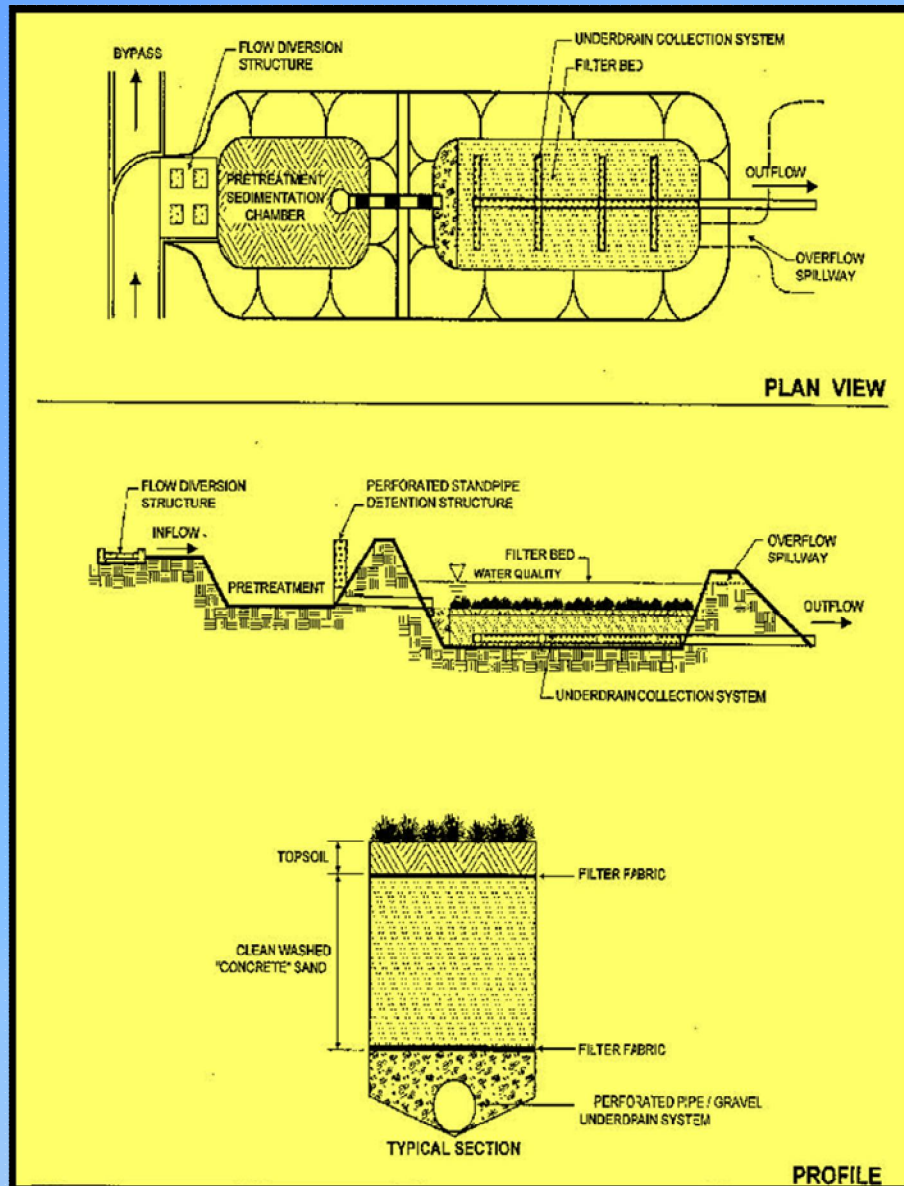 BYPASS
FLOW DIVERSION
STRUCTURE
UNDERDRAIN COLLECTION SYSTEM
FILTER BED
PRETREATMENT
SEDIMENTATION
CHAMBER
OUTFLOW
OVERFLOW
SPILLWAY
PLAN VIEW
FLOW DIVERSION
STRUCTURE
PERFORATED STANDPIPE
DETENTION STRUCTURE
INFLOW
FILTER BED
OVERFLOW
SPILLWAY
WATER QUALITY
PRETREATMENT
OUTFLOW
UNDERDRAIN COLLECTION SYSTEM
TOPSOIL
FILTER FABRIC
CLEAN WASHED
"CONCRETE" SAND
FILTER FABRIC
PERFORATED PIPE / GRAVEL
UNDERDRAIN SYSTEM
TYPICAL SECTION
PROFILE